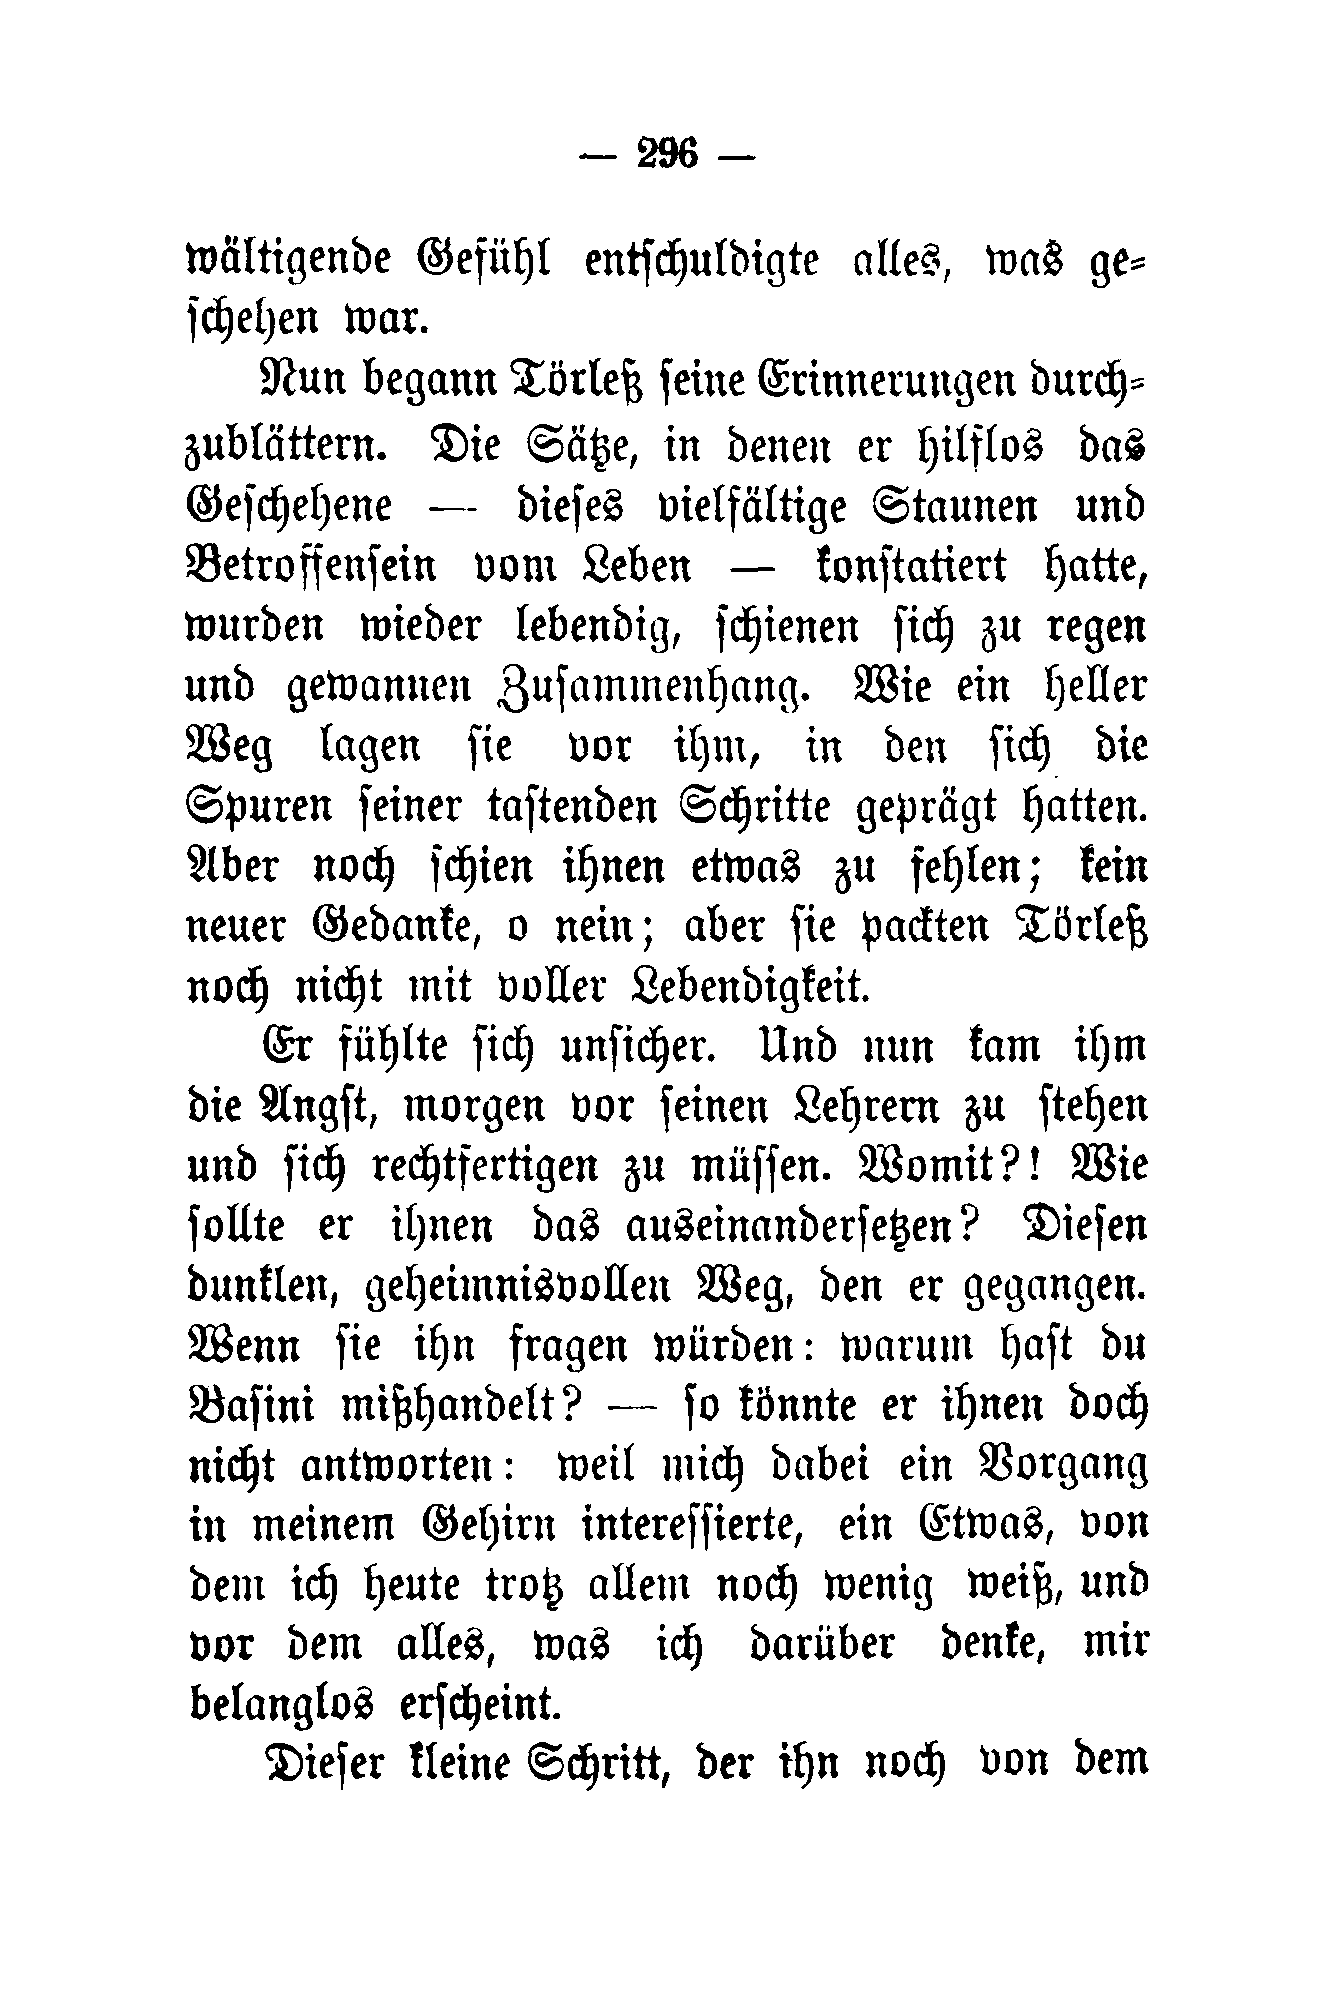 — 296 —
wältigende Gefühl entſchuldigte alles, was ge⸗
ſchehen war.
Nun begann Törleß ſeine Erinnerungen durch⸗
zublättern. Die Sätze, in denen er hilflos das
Geſchehene — dieſes vielfältige Staunen und
Betroffenſein vom Leben — konſtatiert hatte,
wurden wieder lebendig, ſchienen ſich zu regen
und gewannen Zuſammenhang. Wie ein heller
Weg lagen ſie vor ihm, in den ſich die
Spuren ſeiner taſtenden Schritte geprägt hatten.
Aber noch ſchien ihnen etwas zu fehlen; kein
neuer Gedanke, o nein; aber ſie packten Törleß
noch nicht mit voller Lebendigkeit.
Er fühlte ſich unſicher. Und nun kam ihm
die Angſt, morgen vor ſeinen Lehrern zu ſtehen
und ſich rechtfertigen zu müſſen. Womit?! Wie
ſollte er ihnen das auseinanderſetzen? Dieſen
dunklen, geheimnisvollen Weg, den er gegangen.
Wenn ſie ihn fragen würden: warum haſt du
Baſini mißhandelt? — ſo könnte er ihnen doch
nicht antworten: weil mich dabei ein Vorgang
in meinem Gehirn intereſſierte, ein Etwas, von
dem ich heute trotz allem noch wenig weiß, und
vor dem alles, was ich darüber denke, mir
belanglos erſcheint.
Dieſer kleine Schritt, der ihn noch von dem